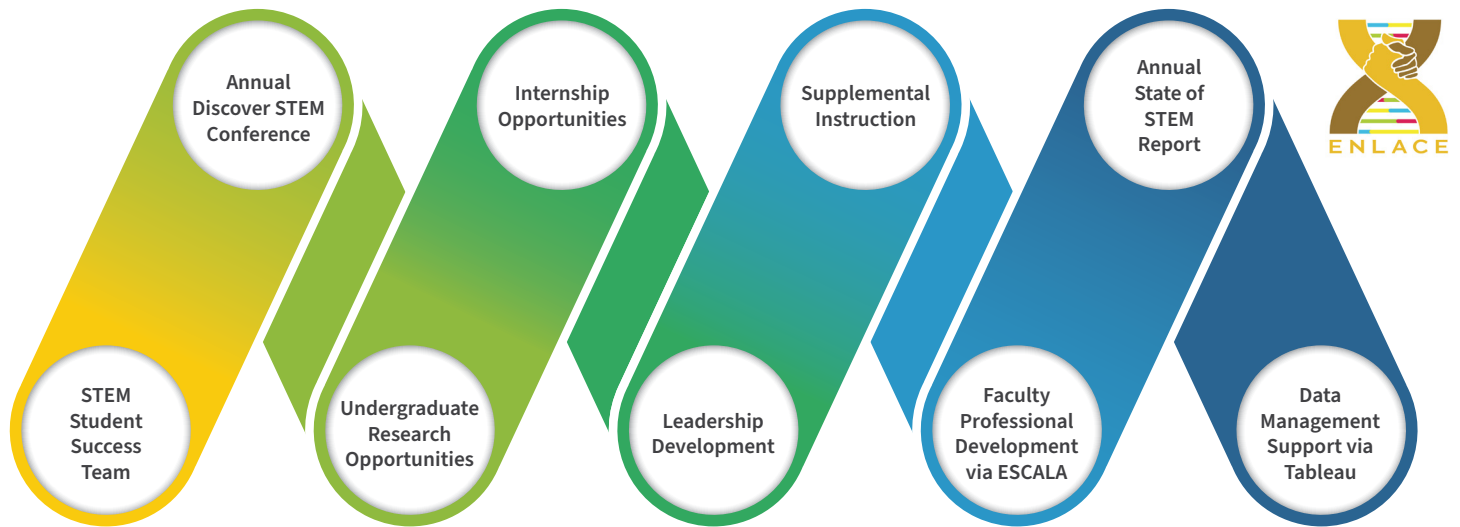 Annual
Discover STEM
Conference
Internship
Opportunities
Supplemental
Instruction
Annual
State of
STEM
Report
ENLACE
STEM
Student
Success
Team
Undergraduate
Research
Opportunities
Leadership
Development
Faculty
Professional
Development
via ESCALA
Data
Management
Support via
Tableau